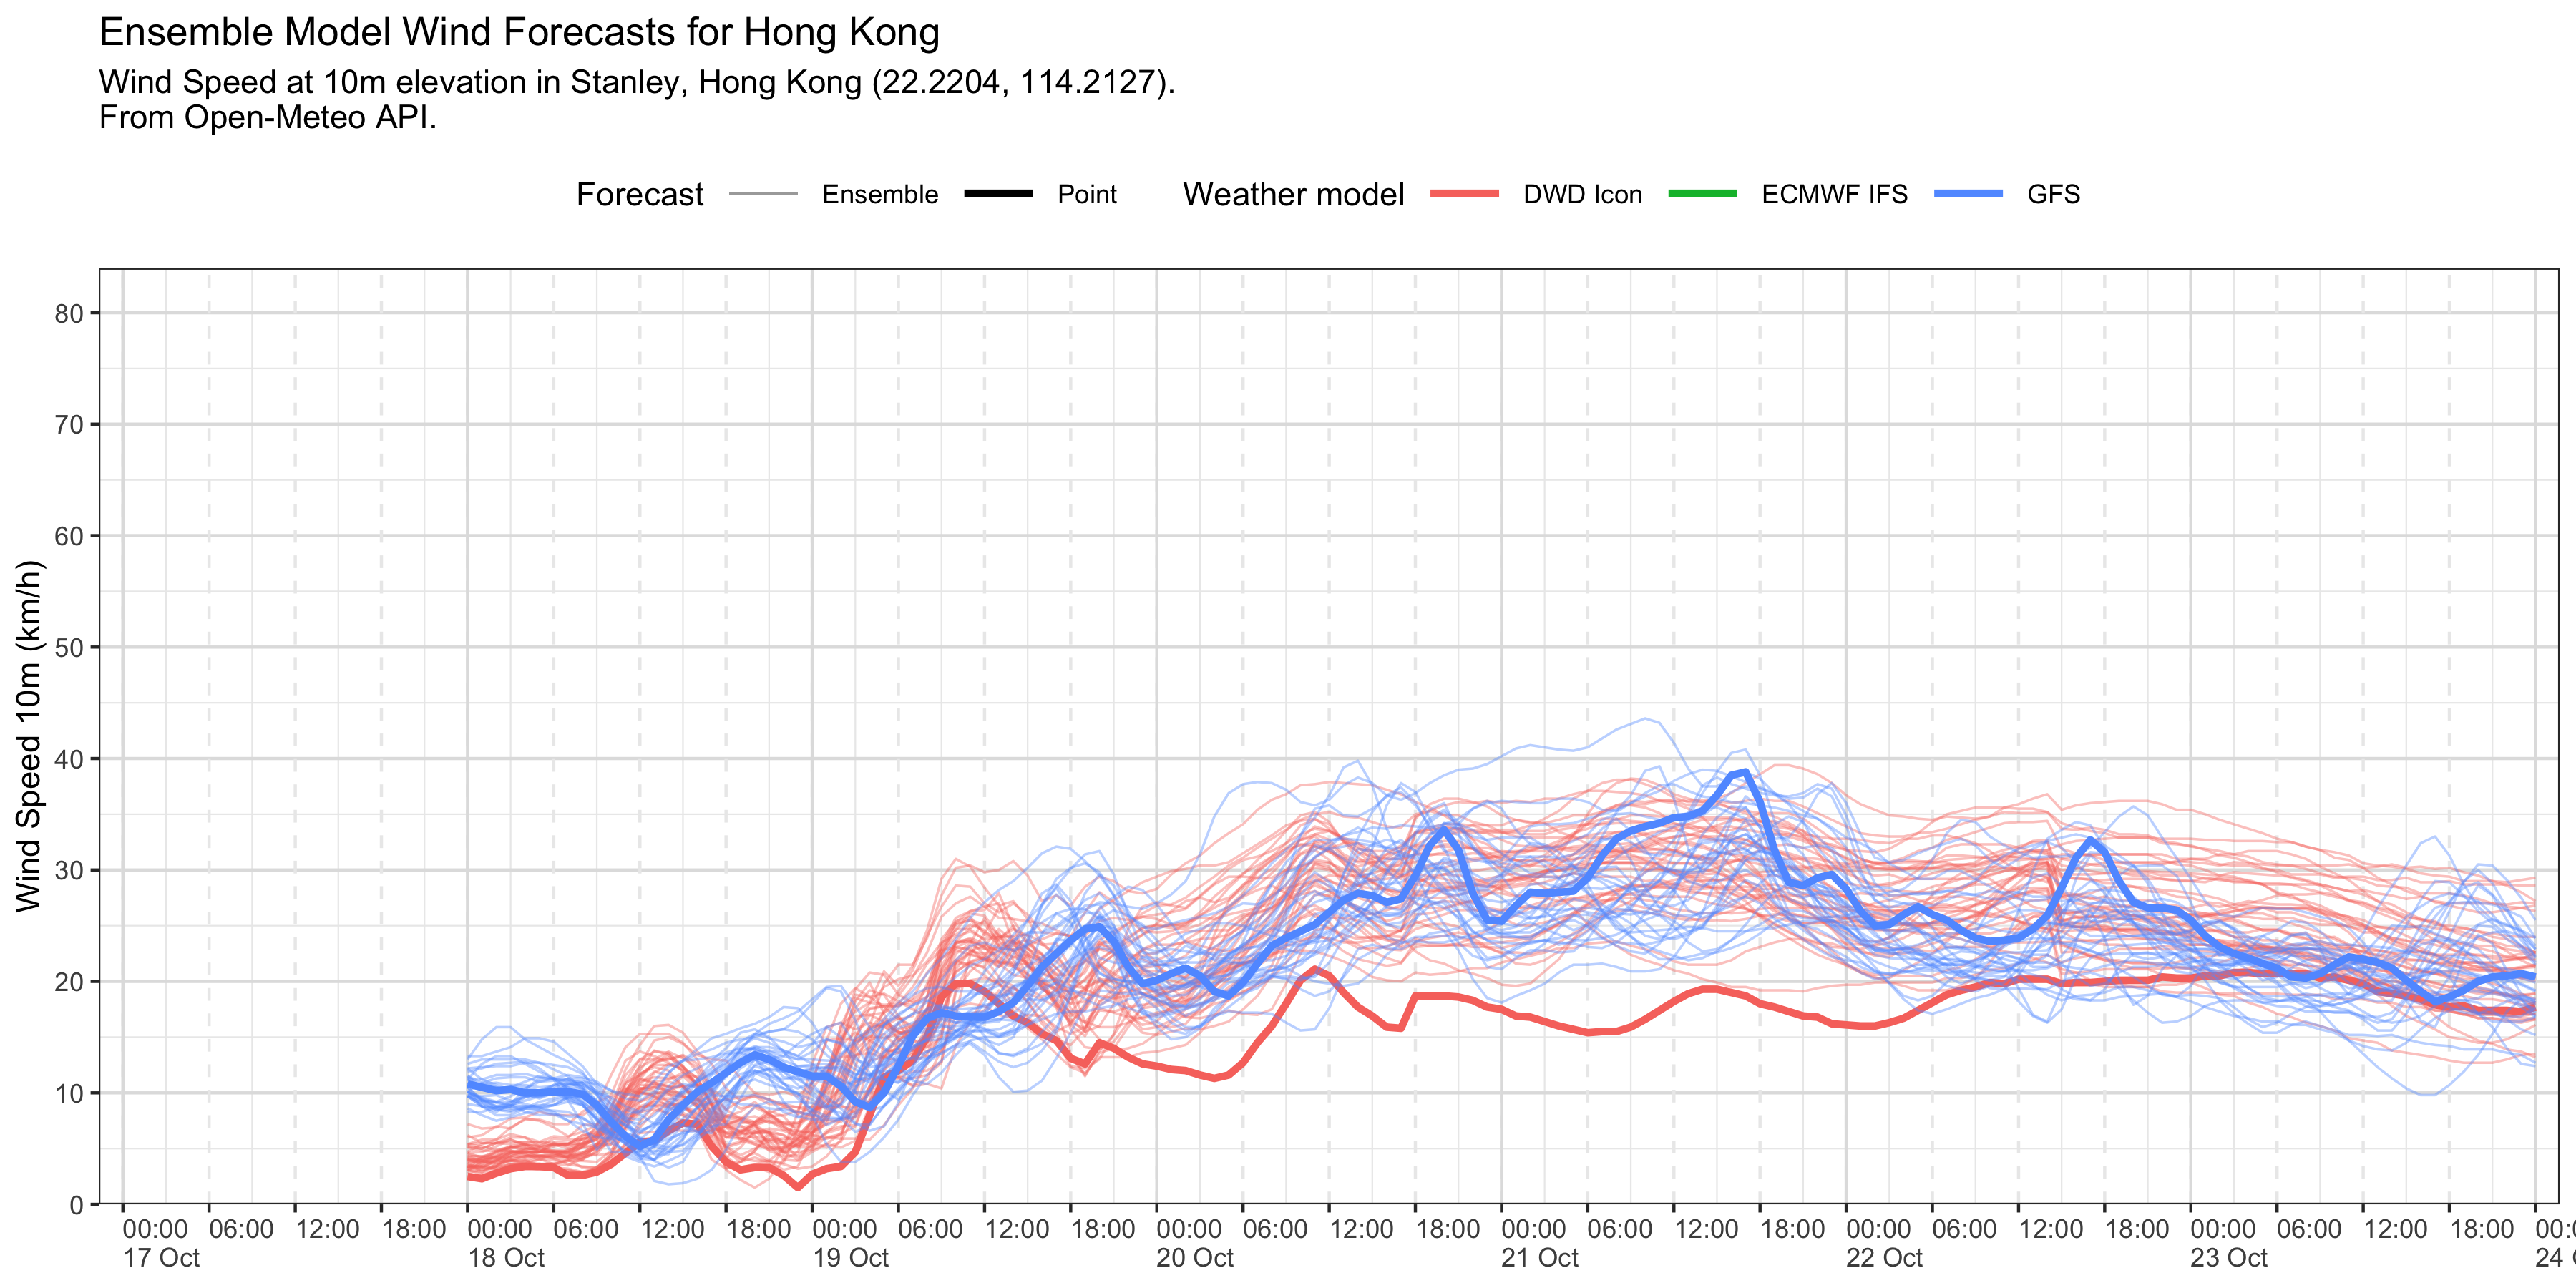 Ensemble Model Wind Forecasts for Hong Kong
Wind Speed at 10m elevation in Stanley, Hong Kong (22.2204, 114.2127).
From Open-Meteo API.
Forecast Ensemble Point Weather model DWD Icon ECMWF IFS GFS
Wind Speed 10m (km/h)
80
70
60
50
40
30
20
10
0
00:00 06:00 12:00 18:00 00:00 06:00 12:00 18:00 00:00 06:00 12:00 18:00 00:00 06:00 12:00 18:00 00:00 06:00 12:00 18:00 00:00 06:00 12:00 18:00 00:00 06:00 12:00 18:00
17 Oct 18 Oct 19 Oct 20 Oct 21 Oct 22 Oct 23 Oct 24